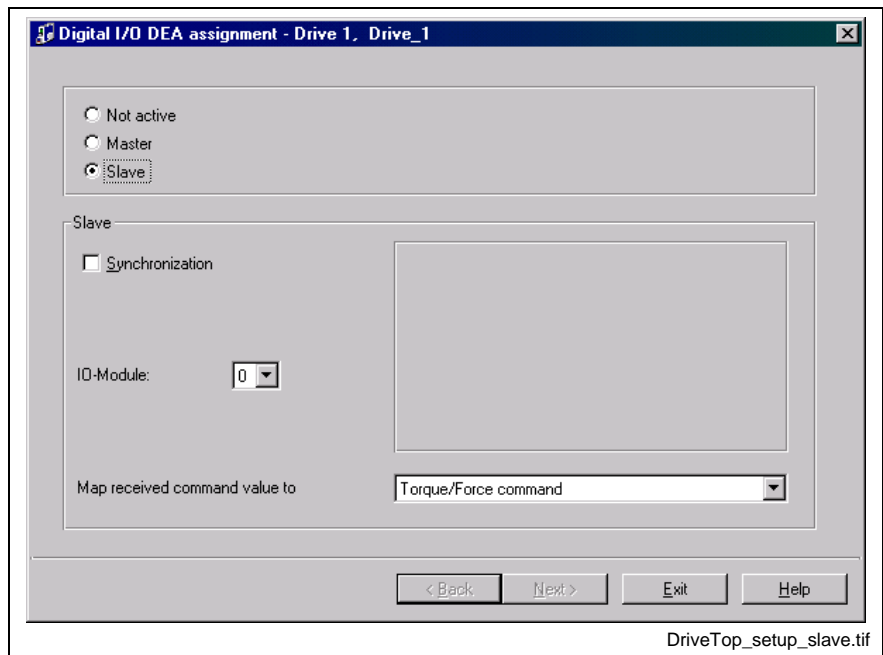 Digital I/O DEA assignment - Drive 1, Drive_1
Not active
Master
Slave
Slave
Synchronization
IO-Module: 0
Map received command value to Torque/Force command
< Back Next > Exit Help
DriveTop_setup_slave.tif